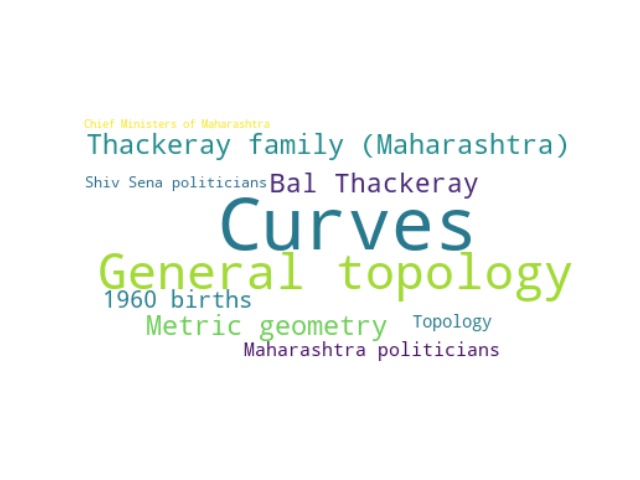 Chief Ministers of Maharashtra
Thackeray family (Maharashtra)
Shiv Sena politicians Bal Thackeray
Curves
General topology
1960 births
Metric geometry Topology
Maharashtra politicians